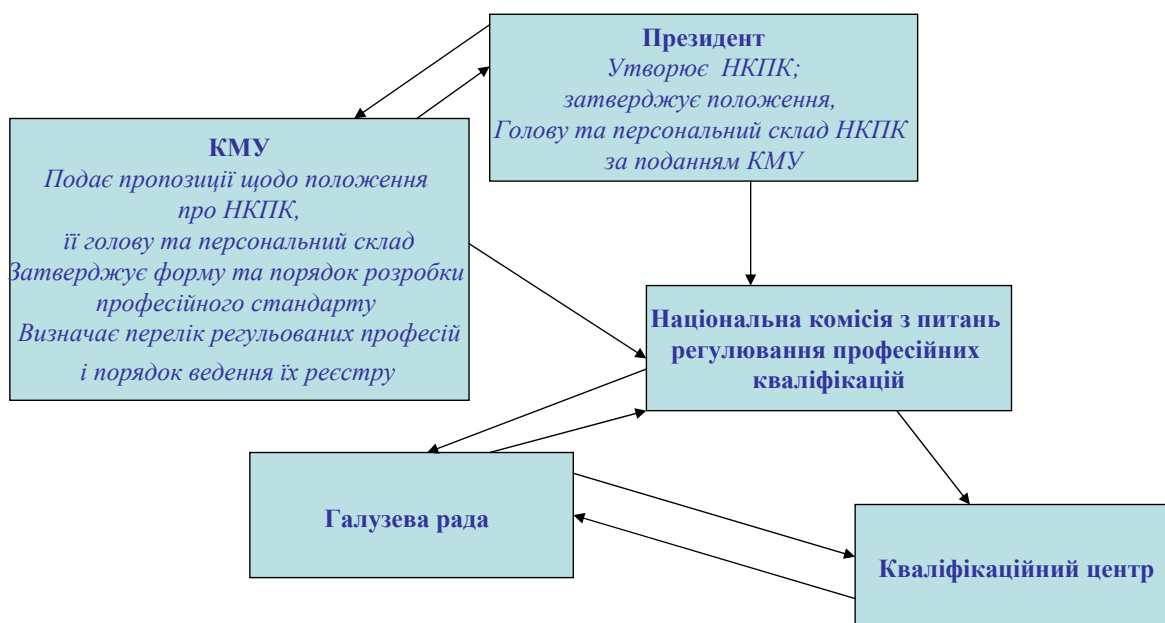 Президент
Утворює НКПК;
затверджує положення,
Голову та персональний склад НКПК
за поданням КМУ
КМУ
Подає пропозиції щодо положення
про НКПК,
її голову та персональний склад
Затверджує форму та порядок розробки
професійного стандарту
Визначає перелік регульованих професій
і порядок ведення їх реєстру
Національна комісія з питань
регулювання професійних
кваліфікацій
Галузева рада
Кваліфікаційний центр